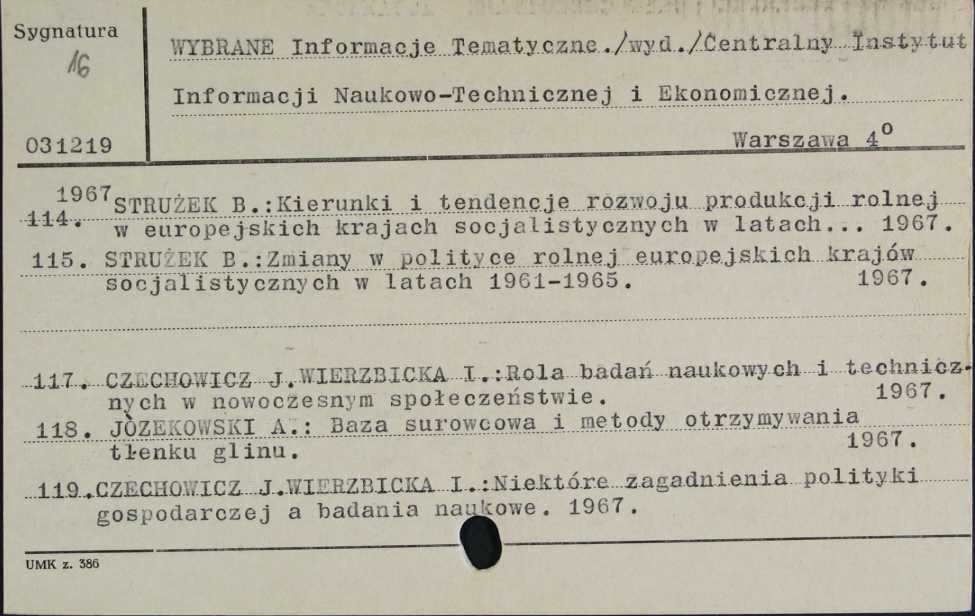 Sygnatura
16
031219
WYBRANE Informacje Tematyczne./wyd./Centralny Instytut
Informacji Naukowo-Technicznej i Ekonomicznej.
Warszawa 4°
1967
114. STRUŻEK B.:Kierunki i tendencje rozwoju produkcji rolnej
w europejskich krajach socjalistycznych w latach... 1967.
115. STRUŻEK B.:Zmiany w polityce rolnej europejskich krajów
socjalistycznych w latach 1961-1965. 1967.
117. CZECHOWICZ J.WIERZBICKA I.:Rola badań naukowych i technicz-
nych w nowoczesnym społeczeństwie. 1967.
118. JÓZEKOWSKI A.: Baza surowcowa i metody otrzymywania
tłenku glinu. 1967.
119.CZECHOWICZ J.WIERZBICKA I.:Niektóre zagadnienia polityki
gospodarczej a badania naukowe. 1967.
UMK z. 386